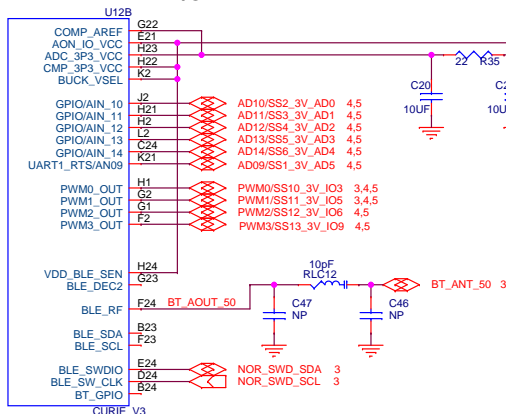 U12B
COMP_AREF G22
AON_IO_VCC E21
ADC_3P3_VCC H23
CMP_3P3_VCC H22
BUCK_VSEL K2
22 R35
C20
10UF
C2
10U
GPIO/AIN_10 J2 AD10/SS2_3V_AD0 4,5
GPIO/AIN_11 H21 AD11/SS3_3V_AD1 4,5
GPIO/AIN_12 H2 AD12/SS4_3V_AD2 4,5
GPIO/AIN_13 L2 AD13/SS5_3V_AD3 4,5
GPIO/AIN_14 C24 AD14/SS6_3V_AD4 4,5
UART1_RTS/AN09 K21 AD09/SS1_3V_AD5 4,5
PWM0_OUT H1 PWM0/SS10_3V_IO3 3,4,5
PWM1_OUT G2 PWM1/SS11_3V_IO5 3,4,5
PWM2_OUT G1 PWM2/SS12_3V_IO6 4,5
PWM3_OUT F2 PWM3/SS13_3V_IO9 4,5
VDD_BLE_SEN H24
BLE_DEC2 G23
10pF
RLC12
BT_ANT_50 3
BLE_RF F24 BT_AOUT_50
C47
NP
C46
NP
BLE_SDA B23
BLE_SCL F23
BLE_SWDIO E24 NOR_SWD_SDA 3
BLE_SW_CLK D24 NOR_SWD_SCL 3
BT_GPIO B24
CURIE_V3